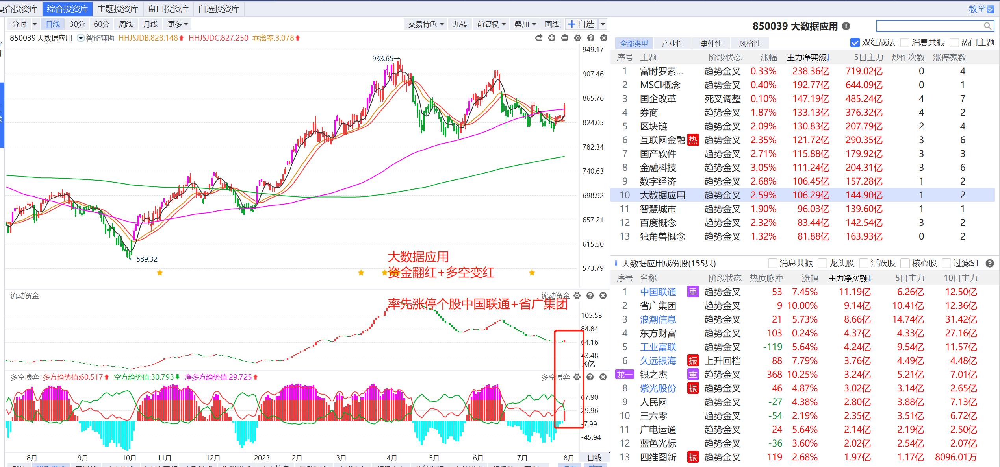 复合投资库 综合投资库 主题投资库 盘口投资库 自选投资库 教学
分时 日线 30分 60分 周线 月线 更多 交易特色 九转 前复权 叠加 画线 自选
850039 大数据应用
850039 大数据应用 智能辅助 HHJSJDB:828.148 HHJSJDC:827.250 乖离率:3.078
949.17
933.65→
907.46
865.76
824.05
782.34
740.63
698.92
657.21
615.50
←589.32
573.79
大数据应用
资金翻红+多空变红
流动资金 流动资金
率先涨停个股中国联通+省广集团
105.53
84.84
64.16
43.48
X亿
多空博弈 多方趋势值:60.517 空方趋势值:30.793 净多方趋势值:29.725 多空博弈
67.90
29.96
-7.99
-45.94
8月 9月 10月 11月 12月 2023 2月 3月 4月 5月 6月 7月 8月 日线
全部类型 产业性 事件性 风格性 双红战法 消息共振 热门主题
序号 主题 阶段状态 涨幅 主力净买额↓ 5日主力 炒作次数 涨停家数
1 富时罗素... 趋势金叉 0.33% 238.36亿 719.02亿 0 4
2 MSCI概念 趋势金叉 0.40% 192.77亿 644.09亿 0 1
3 国企改革 死叉调整 0.10% 147.19亿 485.24亿 4 7
4 券商 趋势金叉 1.87% 133.13亿 376.32亿 4 2
5 区块链 趋势金叉 2.09% 130.83亿 207.79亿 2 4
6 互联网金融 热 趋势金叉 2.35% 121.72亿 290.35亿 3 6
7 国产软件 趋势金叉 2.71% 115.88亿 179.92亿 3 3
8 金融科技 趋势金叉 3.05% 111.24亿 204.31亿 3 6
9 数字经济 趋势金叉 2.68% 106.45亿 157.28亿 1 2
10 大数据应用 趋势金叉 2.59% 106.29亿 144.90亿 1 2
11 智慧城市 趋势金叉 1.90% 96.03亿 139.60亿 1 1
12 百度概念 趋势金叉 2.32% 83.44亿 142.54亿 3 2
13 独角兽概念 趋势金叉 1.32% 81.88亿 163.93亿 0 2
大数据应用成份股(155只) 消息共振 龙头股 活跃股 核心股 过滤ST
序号 名称 阶段状态 热度脉冲 涨幅 主力净买额↓ 5日主力 10日主力
1 中国联通 重 趋势金叉 53 7.45% 11.19亿 6.26亿 12.50亿
2 省广集团 趋势金叉 9 10.00% 9.14亿 10.41亿 12.36亿
3 浪潮信息 趋势金叉 21 5.73% 8.66亿 14.74亿 31.42亿
4 东方财富 趋势金叉 103 0.24% 4.37亿 4.33亿 27.16亿
5 工业富联 趋势金叉 -119 5.64% 4.24亿 9.54亿 11.57亿
6 久远银海 振 上升回档 88 7.79% 3.76亿 4.49亿 4.48亿
龙一 银之杰 重 趋势金叉 368 10.25% 3.24亿 5.21亿 7.01亿
8 紫光股份 振 趋势金叉 46 4.87% 3.02亿 3.14亿 2.65亿
9 人民网 趋势金叉 -27 4.38% 2.80亿 3.88亿 7.13亿
10 三六零 趋势金叉 -54 2.19% 2.35亿 3.51亿 6.72亿
11 广电运通 趋势金叉 24 5.64% 2.14亿 2.19亿 2.50亿
12 蓝色光标 趋势金叉 -36 3.60% 2.02亿 2.54亿 2.07亿
13 四维图新 振 趋势金叉 119 2.68% 1.97亿 1.17亿 8096.01万